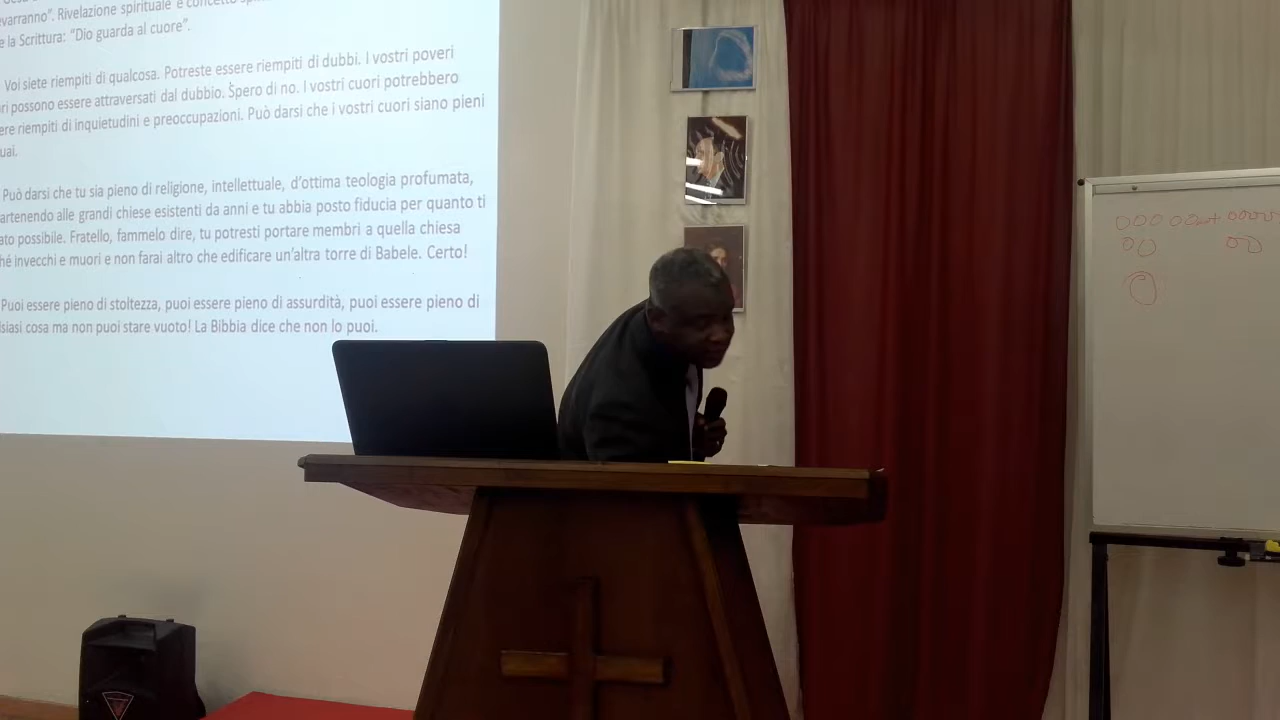 varranno”. Rivelazione spirituale e concetto
e la Scrittura: “Dio guarda al cuore”.
Voi siete riempiti di qualcosa. Potreste essere riempiti di dubbi. I vostri poveri
ri possono essere attraversati dal dubbio. Spero di no. I vostri cuori potrebbero
ere riempiti di inquietudini e preoccupazioni. Può darsi che i vostri cuori siano pieni
uai.
Può darsi che tu sia pieno di religione, intellettuale, d’ottima teologia profumata,
artenendo alle grandi chiese esistenti da anni e tu abbia posto fiducia per quanto ti
ato possibile. Fratello, fammelo dire, tu potresti portare membri a quella chiesa
hé invecchi e muori e non farai altro che edificare un’altra torre di Babele. Certo!
Puoi essere pieno di stoltezza, puoi essere pieno di assurdità, puoi essere pieno di
siasi cosa ma non puoi stare vuoto! La Bibbia dice che non lo puoi.